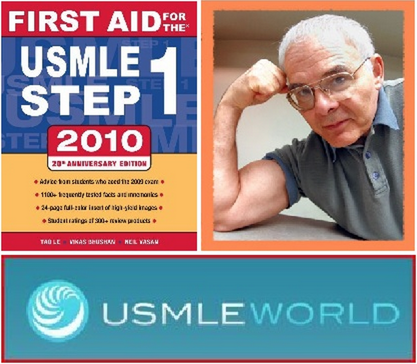 FIRST AID FOR THE®
USMLE
STEP 1
2010
20th ANNIVERSARY EDITION
Advice from students who aced the 2009 exam
1100+ frequently tested facts and mnemonics
24-page full-color insert of high-yield images
Student ratings of 300+ review products
TAO LE • VIKAS BHUSHAN • NEIL VASAN
USMLEWORLD